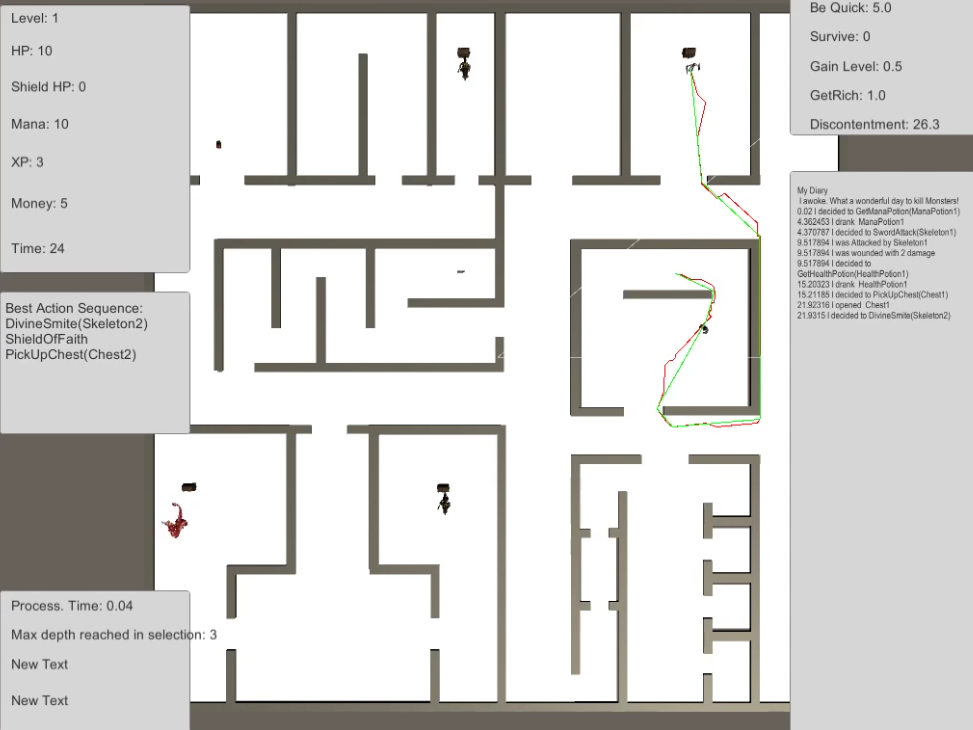 Level: 1
HP: 10
Shield HP: 0
Mana: 10
XP: 3
Money: 5
Time: 24
Best Action Sequence:
DivineSmite(Skeleton2)
ShieldOfFaith
PickUpChest(Chest2)
Process. Time: 0.04
Max depth reached in selection: 3
New Text
New Text
Be Quick: 5.0
Survive: 0
Gain Level: 0.5
GetRich: 1.0
Discontentment: 26.3
My Diary
I awoke. What a wonderful day to kill Monsters!
0.02 I decided to GetManaPotion(ManaPotion1)
4.362453 I drank ManaPotion1
4.370787 I decided to SwordAttack(Skeleton1)
9.517894 I was Attacked by Skeleton1
9.517894 I was wounded with 2 damage
9.517894 I decided to
GetHealthPotion(HealthPotion1)
15.20323 I drank HealthPotion1
15.21185 I decided to PickUpChest(Chest1)
21.92316 I opened Chest1
21.9315 I decided to DivineSmite(Skeleton2)